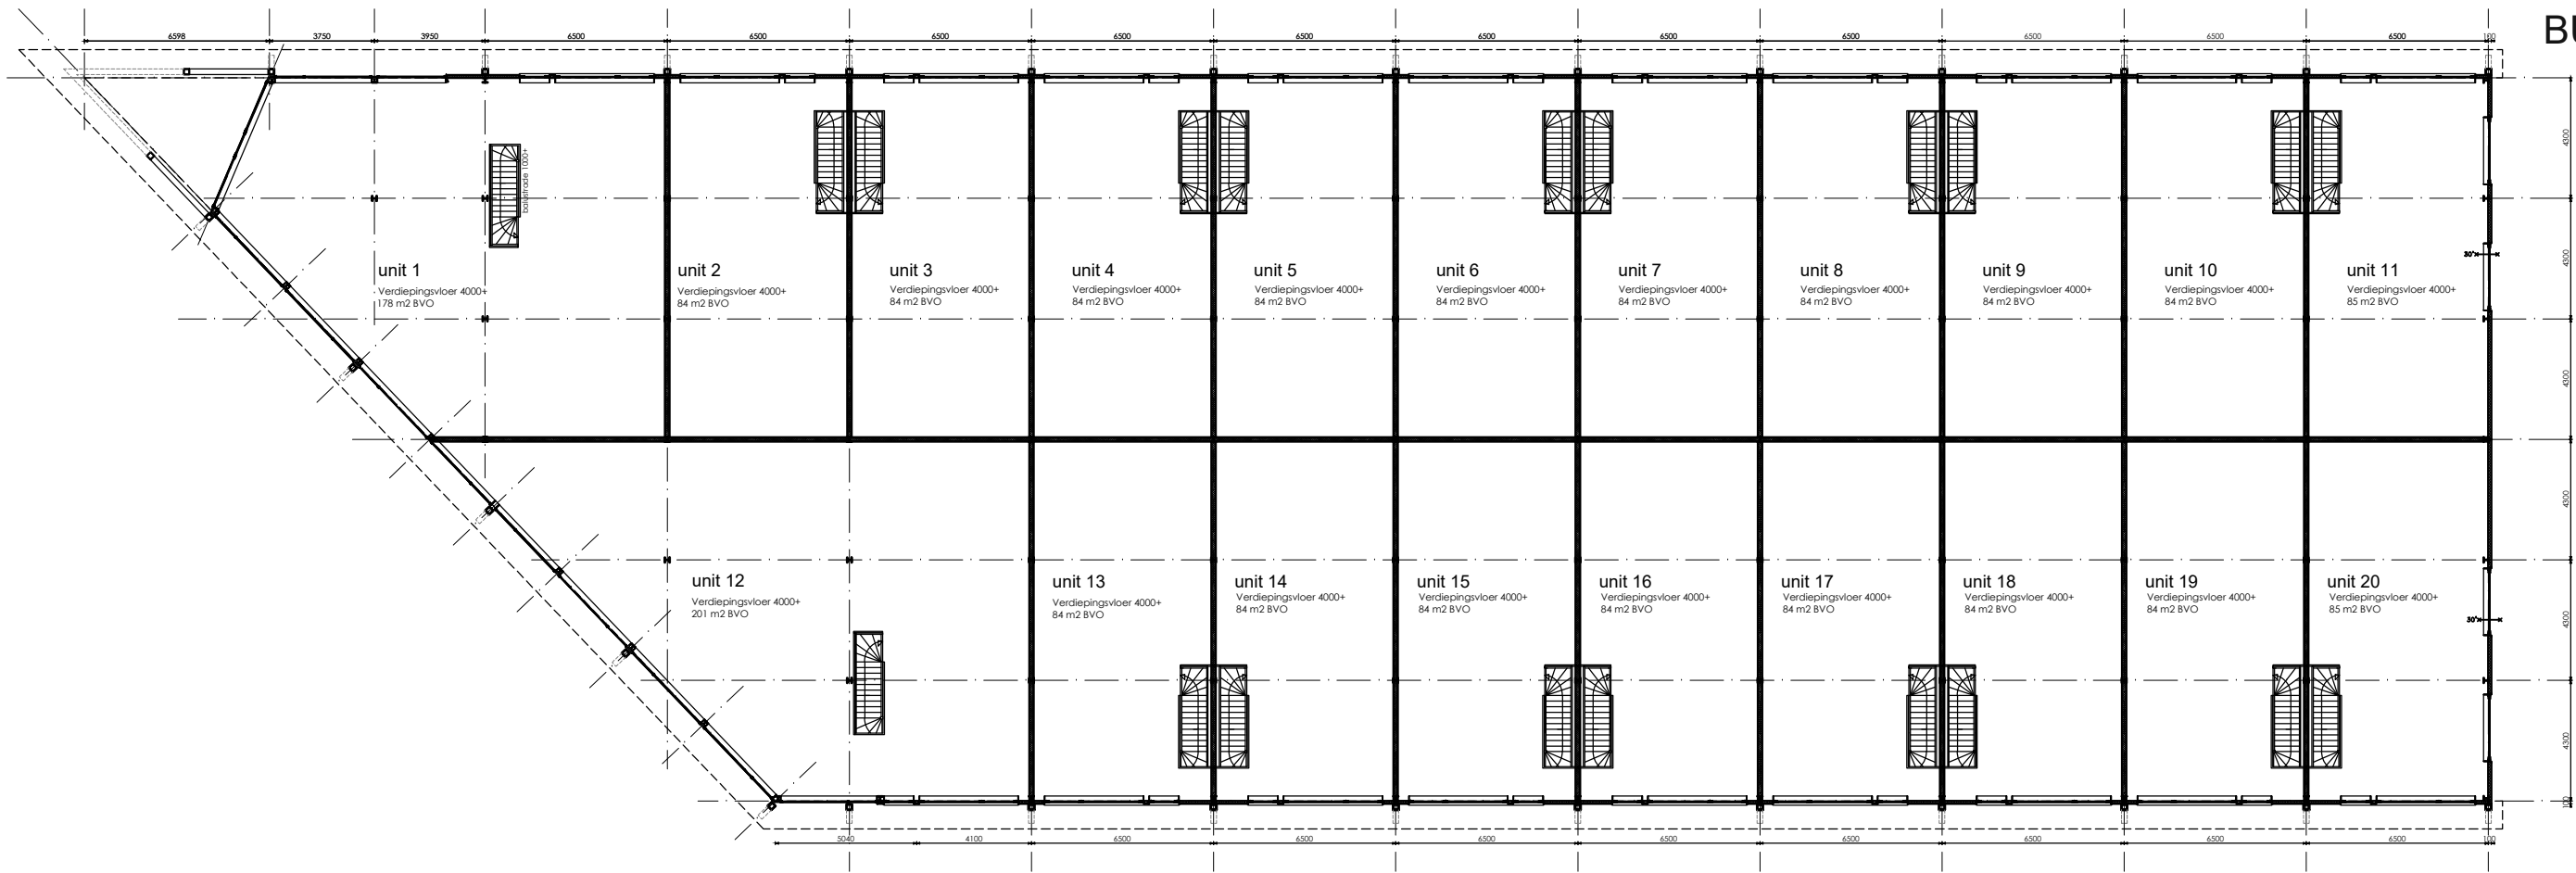 BU
6598 3750 3950 6500 6500 6500 6500 6500 6500 6500 6500 6500 6500 6500 100
balustrade 1000+
4300
4300
4300
4300
4300
4300
100
30*
30*
unit 1
Verdiepingsvloer 4000+
178 m2 BVO
unit 2
Verdiepingsvloer 4000+
84 m2 BVO
unit 3
Verdiepingsvloer 4000+
84 m2 BVO
unit 4
Verdiepingsvloer 4000+
84 m2 BVO
unit 5
Verdiepingsvloer 4000+
84 m2 BVO
unit 6
Verdiepingsvloer 4000+
84 m2 BVO
unit 7
Verdiepingsvloer 4000+
84 m2 BVO
unit 8
Verdiepingsvloer 4000+
84 m2 BVO
unit 9
Verdiepingsvloer 4000+
84 m2 BVO
unit 10
Verdiepingsvloer 4000+
84 m2 BVO
unit 11
Verdiepingsvloer 4000+
85 m2 BVO
unit 12
Verdiepingsvloer 4000+
201 m2 BVO
unit 13
Verdiepingsvloer 4000+
84 m2 BVO
unit 14
Verdiepingsvloer 4000+
84 m2 BVO
unit 15
Verdiepingsvloer 4000+
84 m2 BVO
unit 16
Verdiepingsvloer 4000+
84 m2 BVO
unit 17
Verdiepingsvloer 4000+
84 m2 BVO
unit 18
Verdiepingsvloer 4000+
84 m2 BVO
unit 19
Verdiepingsvloer 4000+
84 m2 BVO
unit 20
Verdiepingsvloer 4000+
85 m2 BVO
5040 4100 6500 6500 6500 6500 6500 6500 6500 6500 100